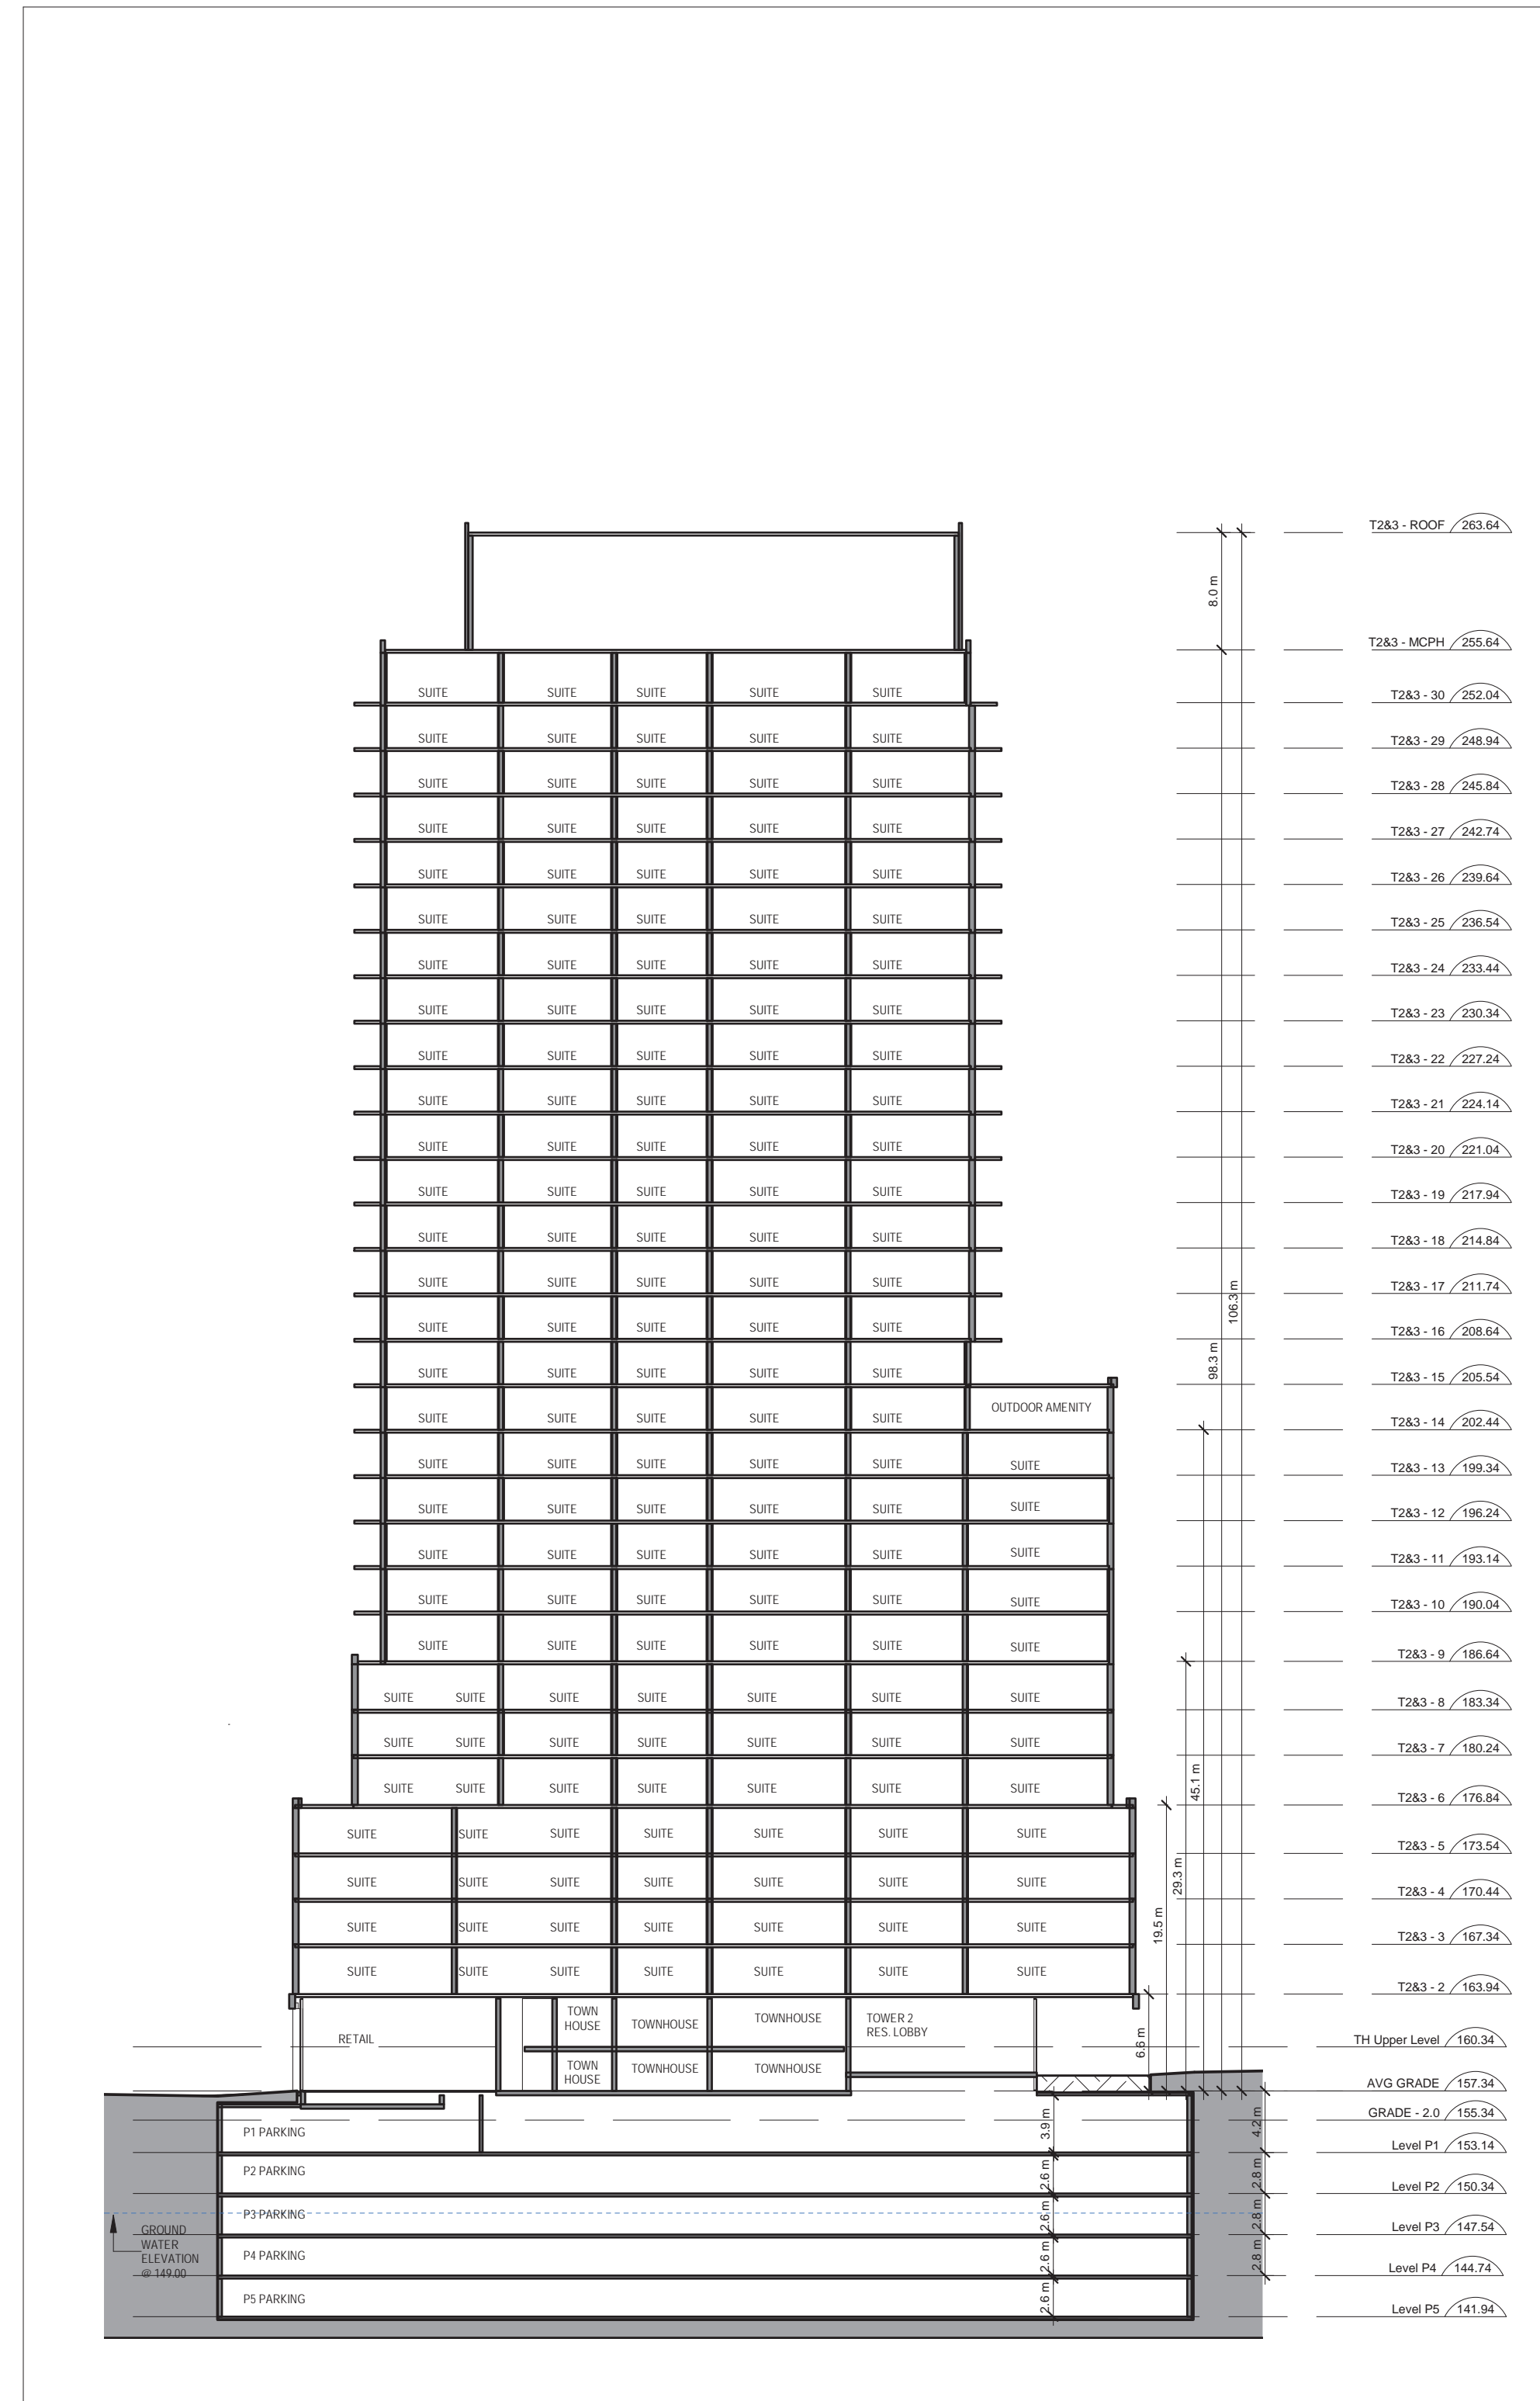 T2&3 - ROOF 263.64
8.0 m
T2&3 - MCPH 255.64
SUITE SUITE SUITE SUITE SUITE T2&3 - 30 252.04
SUITE SUITE SUITE SUITE SUITE T2&3 - 29 248.94
SUITE SUITE SUITE SUITE SUITE T2&3 - 28 245.84
SUITE SUITE SUITE SUITE SUITE T2&3 - 27 242.74
SUITE SUITE SUITE SUITE SUITE T2&3 - 26 239.64
SUITE SUITE SUITE SUITE SUITE T2&3 - 25 236.54
SUITE SUITE SUITE SUITE SUITE T2&3 - 24 233.44
SUITE SUITE SUITE SUITE SUITE T2&3 - 23 230.34
SUITE SUITE SUITE SUITE SUITE T2&3 - 22 227.24
SUITE SUITE SUITE SUITE SUITE T2&3 - 21 224.14
SUITE SUITE SUITE SUITE SUITE T2&3 - 20 221.04
SUITE SUITE SUITE SUITE SUITE T2&3 - 19 217.94
SUITE SUITE SUITE SUITE SUITE T2&3 - 18 214.84
SUITE SUITE SUITE SUITE SUITE T2&3 - 17 211.74
106.3 m
SUITE SUITE SUITE SUITE SUITE T2&3 - 16 208.64
98.3 m
SUITE SUITE SUITE SUITE SUITE T2&3 - 15 205.54
OUTDOOR AMENITY
SUITE SUITE SUITE SUITE SUITE T2&3 - 14 202.44
SUITE SUITE SUITE SUITE SUITE SUITE T2&3 - 13 199.34
SUITE SUITE SUITE SUITE SUITE SUITE T2&3 - 12 196.24
SUITE SUITE SUITE SUITE SUITE SUITE T2&3 - 11 193.14
SUITE SUITE SUITE SUITE SUITE SUITE T2&3 - 10 190.04
SUITE SUITE SUITE SUITE SUITE SUITE T2&3 - 9 186.64
SUITE SUITE SUITE SUITE SUITE SUITE SUITE T2&3 - 8 183.34
SUITE SUITE SUITE SUITE SUITE SUITE SUITE T2&3 - 7 180.24
45.1 m
SUITE SUITE SUITE SUITE SUITE SUITE SUITE T2&3 - 6 176.84
SUITE SUITE SUITE SUITE SUITE SUITE SUITE T2&3 - 5 173.54
29.3 m
SUITE SUITE SUITE SUITE SUITE SUITE SUITE T2&3 - 4 170.44
19.5 m
SUITE SUITE SUITE SUITE SUITE SUITE SUITE T2&3 - 3 167.34
SUITE SUITE SUITE SUITE SUITE SUITE SUITE T2&3 - 2 163.94
RETAIL
TOWN
HOUSE
TOWNHOUSE
TOWNHOUSE
TOWER 2
RES. LOBBY
6.6 m
TH Upper Level 160.34
TOWN
HOUSE
TOWNHOUSE
TOWNHOUSE
AVG GRADE 157.34
GRADE - 2.0 155.34
P1 PARKING
3.9 m
4.2 m
Level P1 153.14
P2 PARKING
2.6 m
2.8 m
Level P2 150.34
P3 PARKING
2.6 m
2.8 m
GROUND
WATER
ELEVATION
@ 149.00
Level P3 147.54
P4 PARKING
2.6 m
2.8 m
Level P4 144.74
P5 PARKING
2.6 m
Level P5 141.94